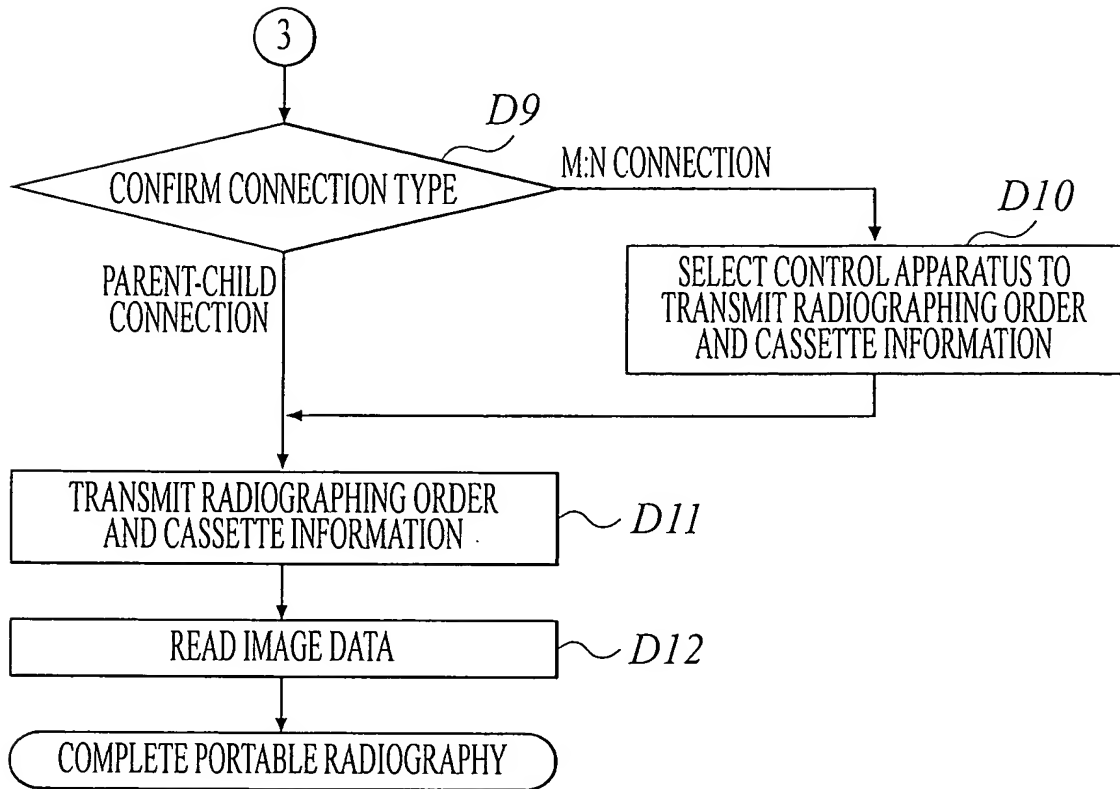 3
D9
CONFIRM CONNECTION TYPE
M:N CONNECTION
D10
PARENT-CHILD
CONNECTION
SELECT CONTROL APPARATUS TO
TRANSMIT RADIOGRAPHING ORDER
AND CASSETTE INFORMATION
TRANSMIT RADIOGRAPHING ORDER
AND CASSETTE INFORMATION
D11
READ IMAGE DATA
D12
COMPLETE PORTABLE RADIOGRAPHY